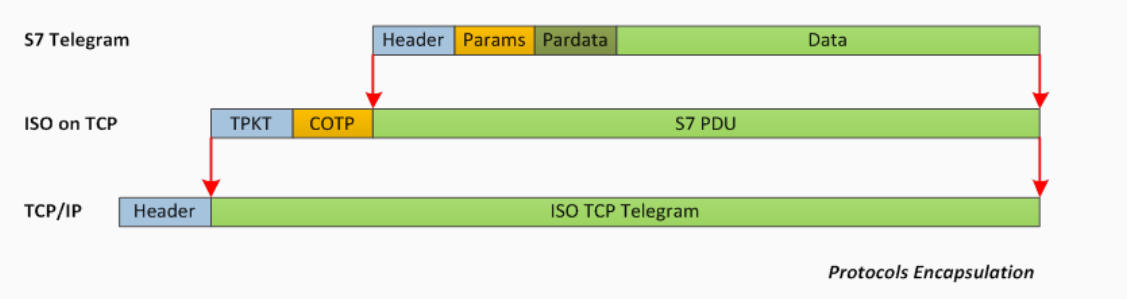 S7 Telegram Header Params Pardata Data
ISO on TCP TPKT COTP S7 PDU
TCP/IP Header ISO TCP Telegram
Protocols Encapsulation